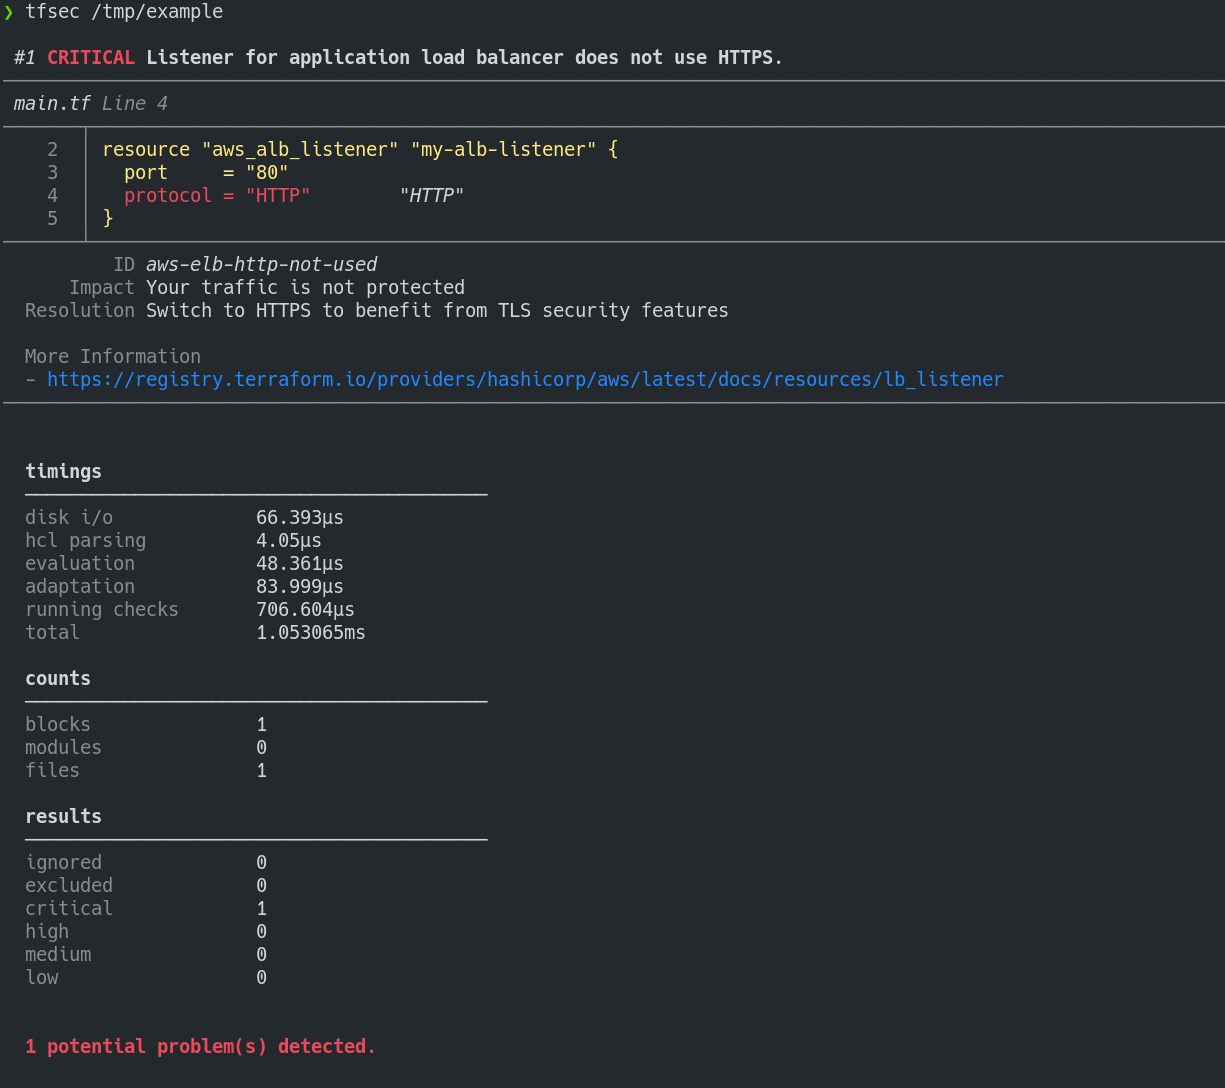 ❯ tfsec /tmp/example
#1 CRITICAL Listener for application load balancer does not use HTTPS.
main.tf Line 4
2 resource "aws_alb_listener" "my-alb-listener" {
3   port     = "80"
4   protocol = "HTTP"        "HTTP"
5 }
ID aws-elb-http-not-used
Impact Your traffic is not protected
Resolution Switch to HTTPS to benefit from TLS security features
More Information
- https://registry.terraform.io/providers/hashicorp/aws/latest/docs/resources/lb_listener
timings
disk i/o 66.393µs
hcl parsing 4.05µs
evaluation 48.361µs
adaptation 83.999µs
running checks 706.604µs
total 1.053065ms
counts
blocks 1
modules 0
files 1
results
ignored 0
excluded 0
critical 1
high 0
medium 0
low 0
1 potential problem(s) detected.